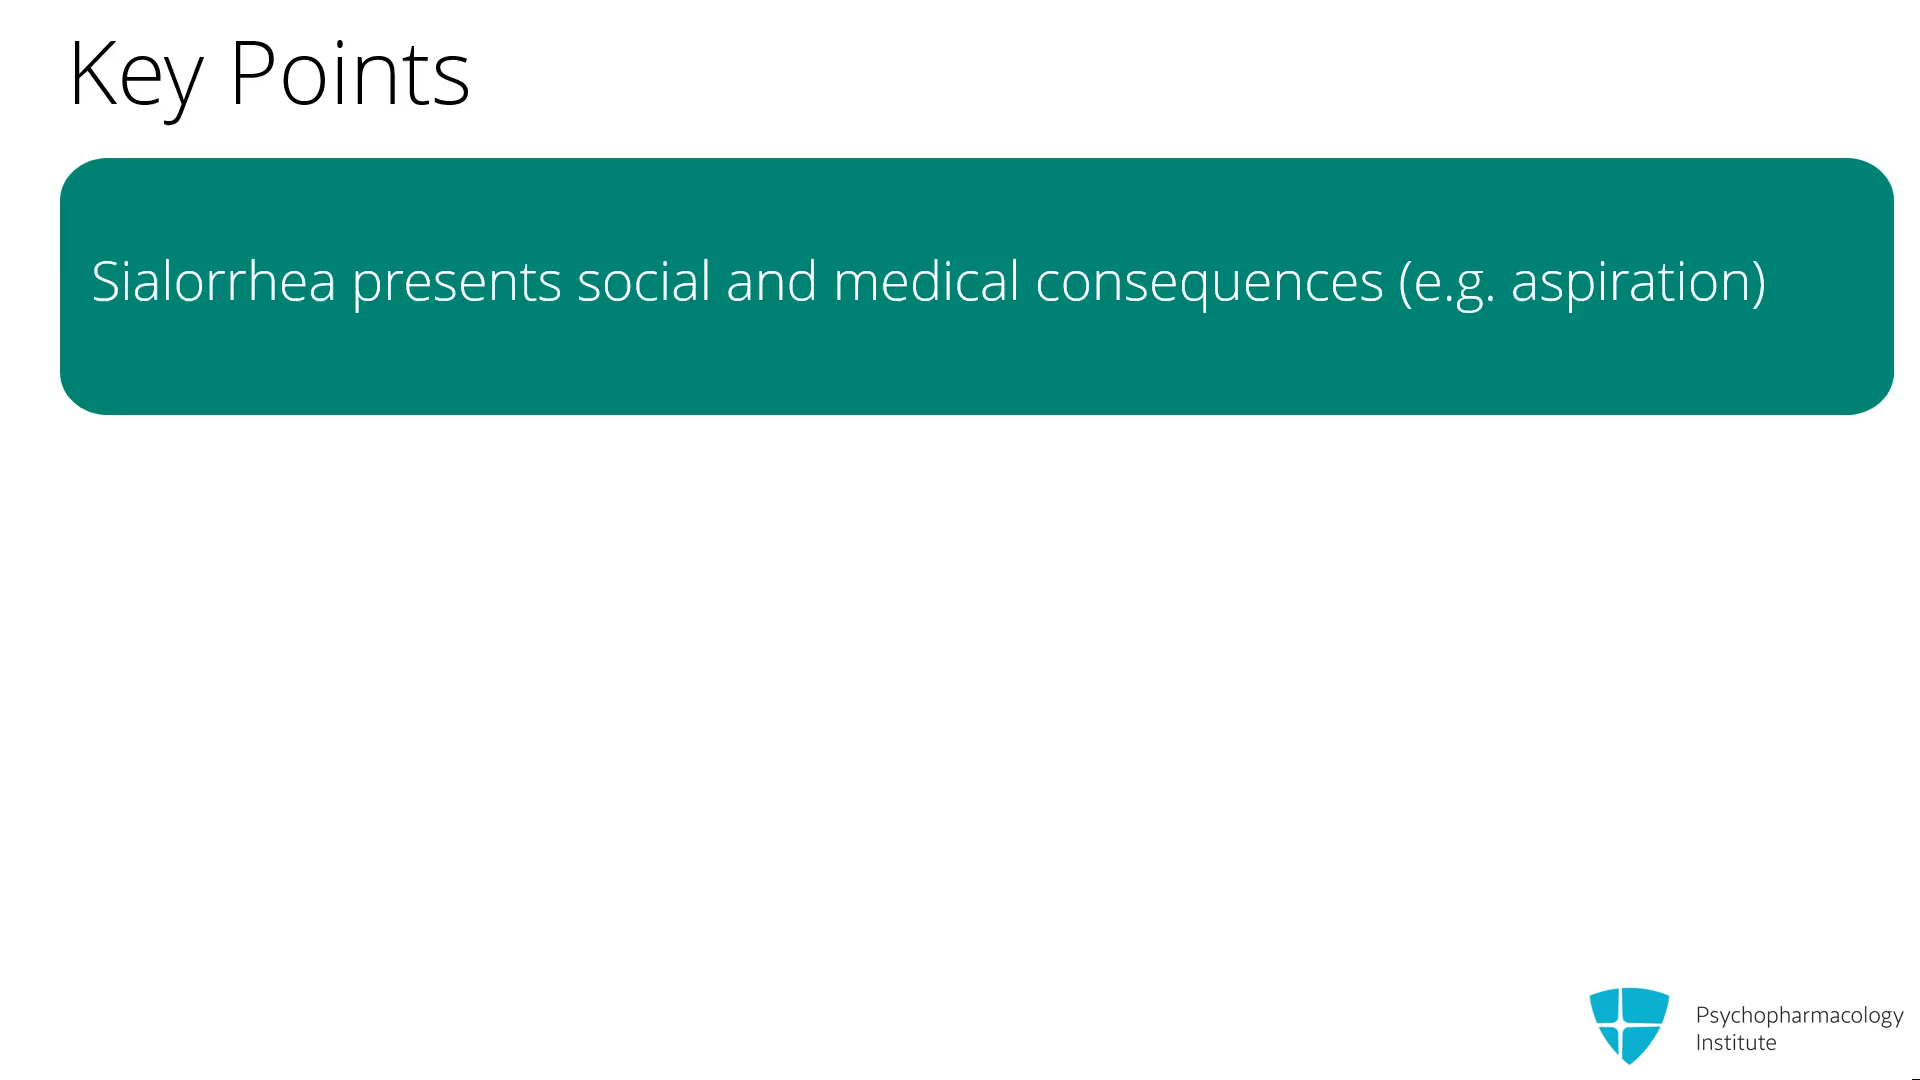 Key Points
Sialorrhea presents social and medical consequences (e.g. aspiration)
Psychopharmacology
Institute